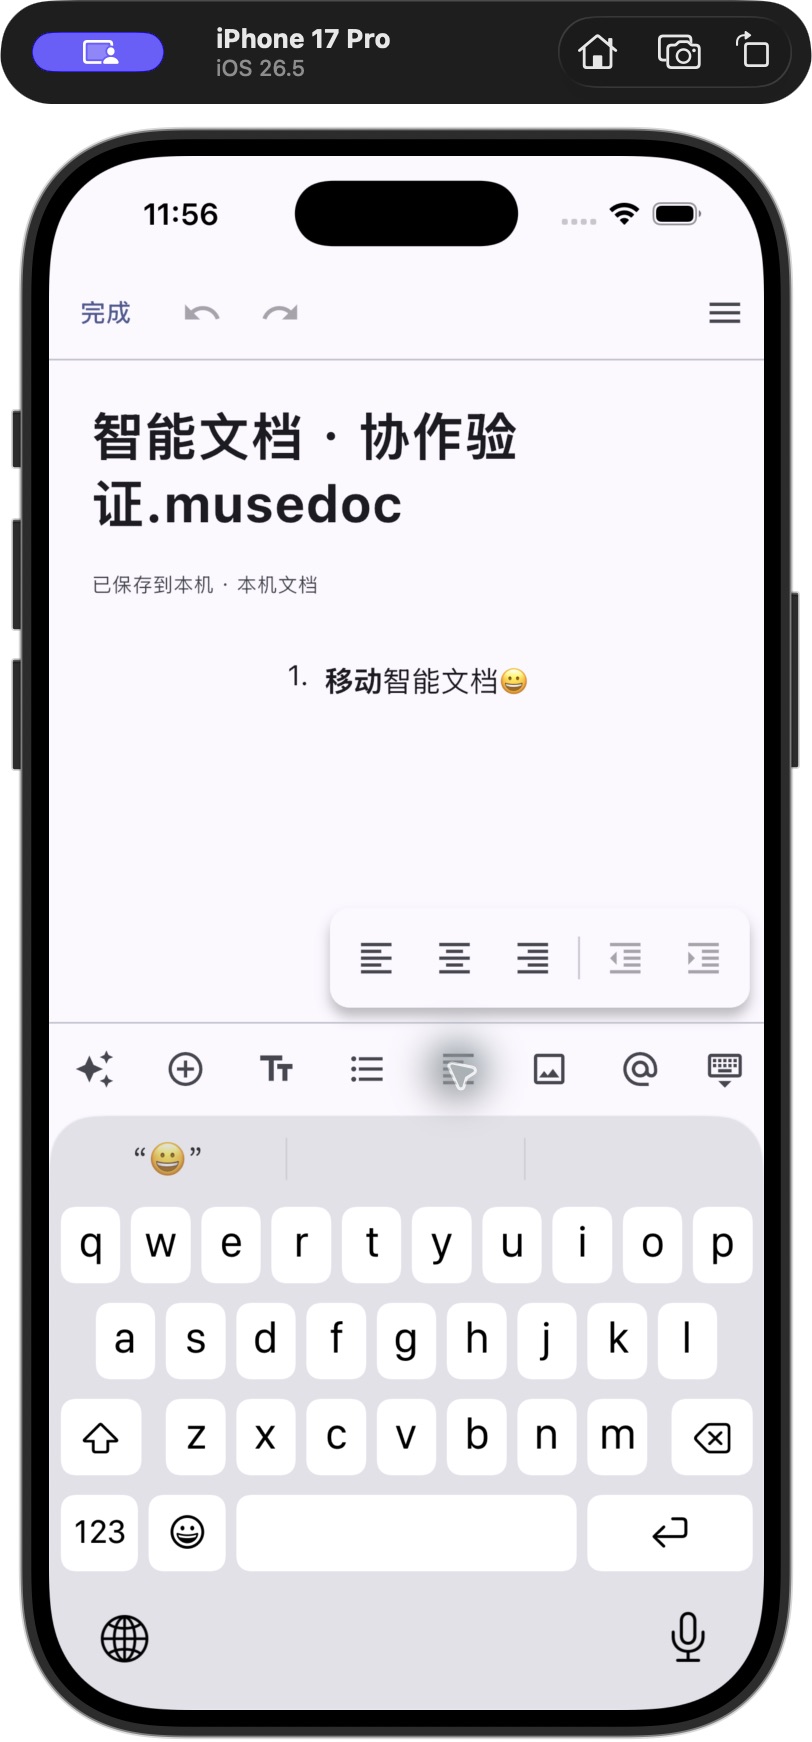 iPhone 17 Pro
iOS 26.5
11:56
完成
智能文档 · 协作验
证.musedoc
已保存到本机 · 本机文档
1. 移动智能文档😀
“😀”
q w e r t y u i o p
a s d f g h j k l
z x c v b n m
123